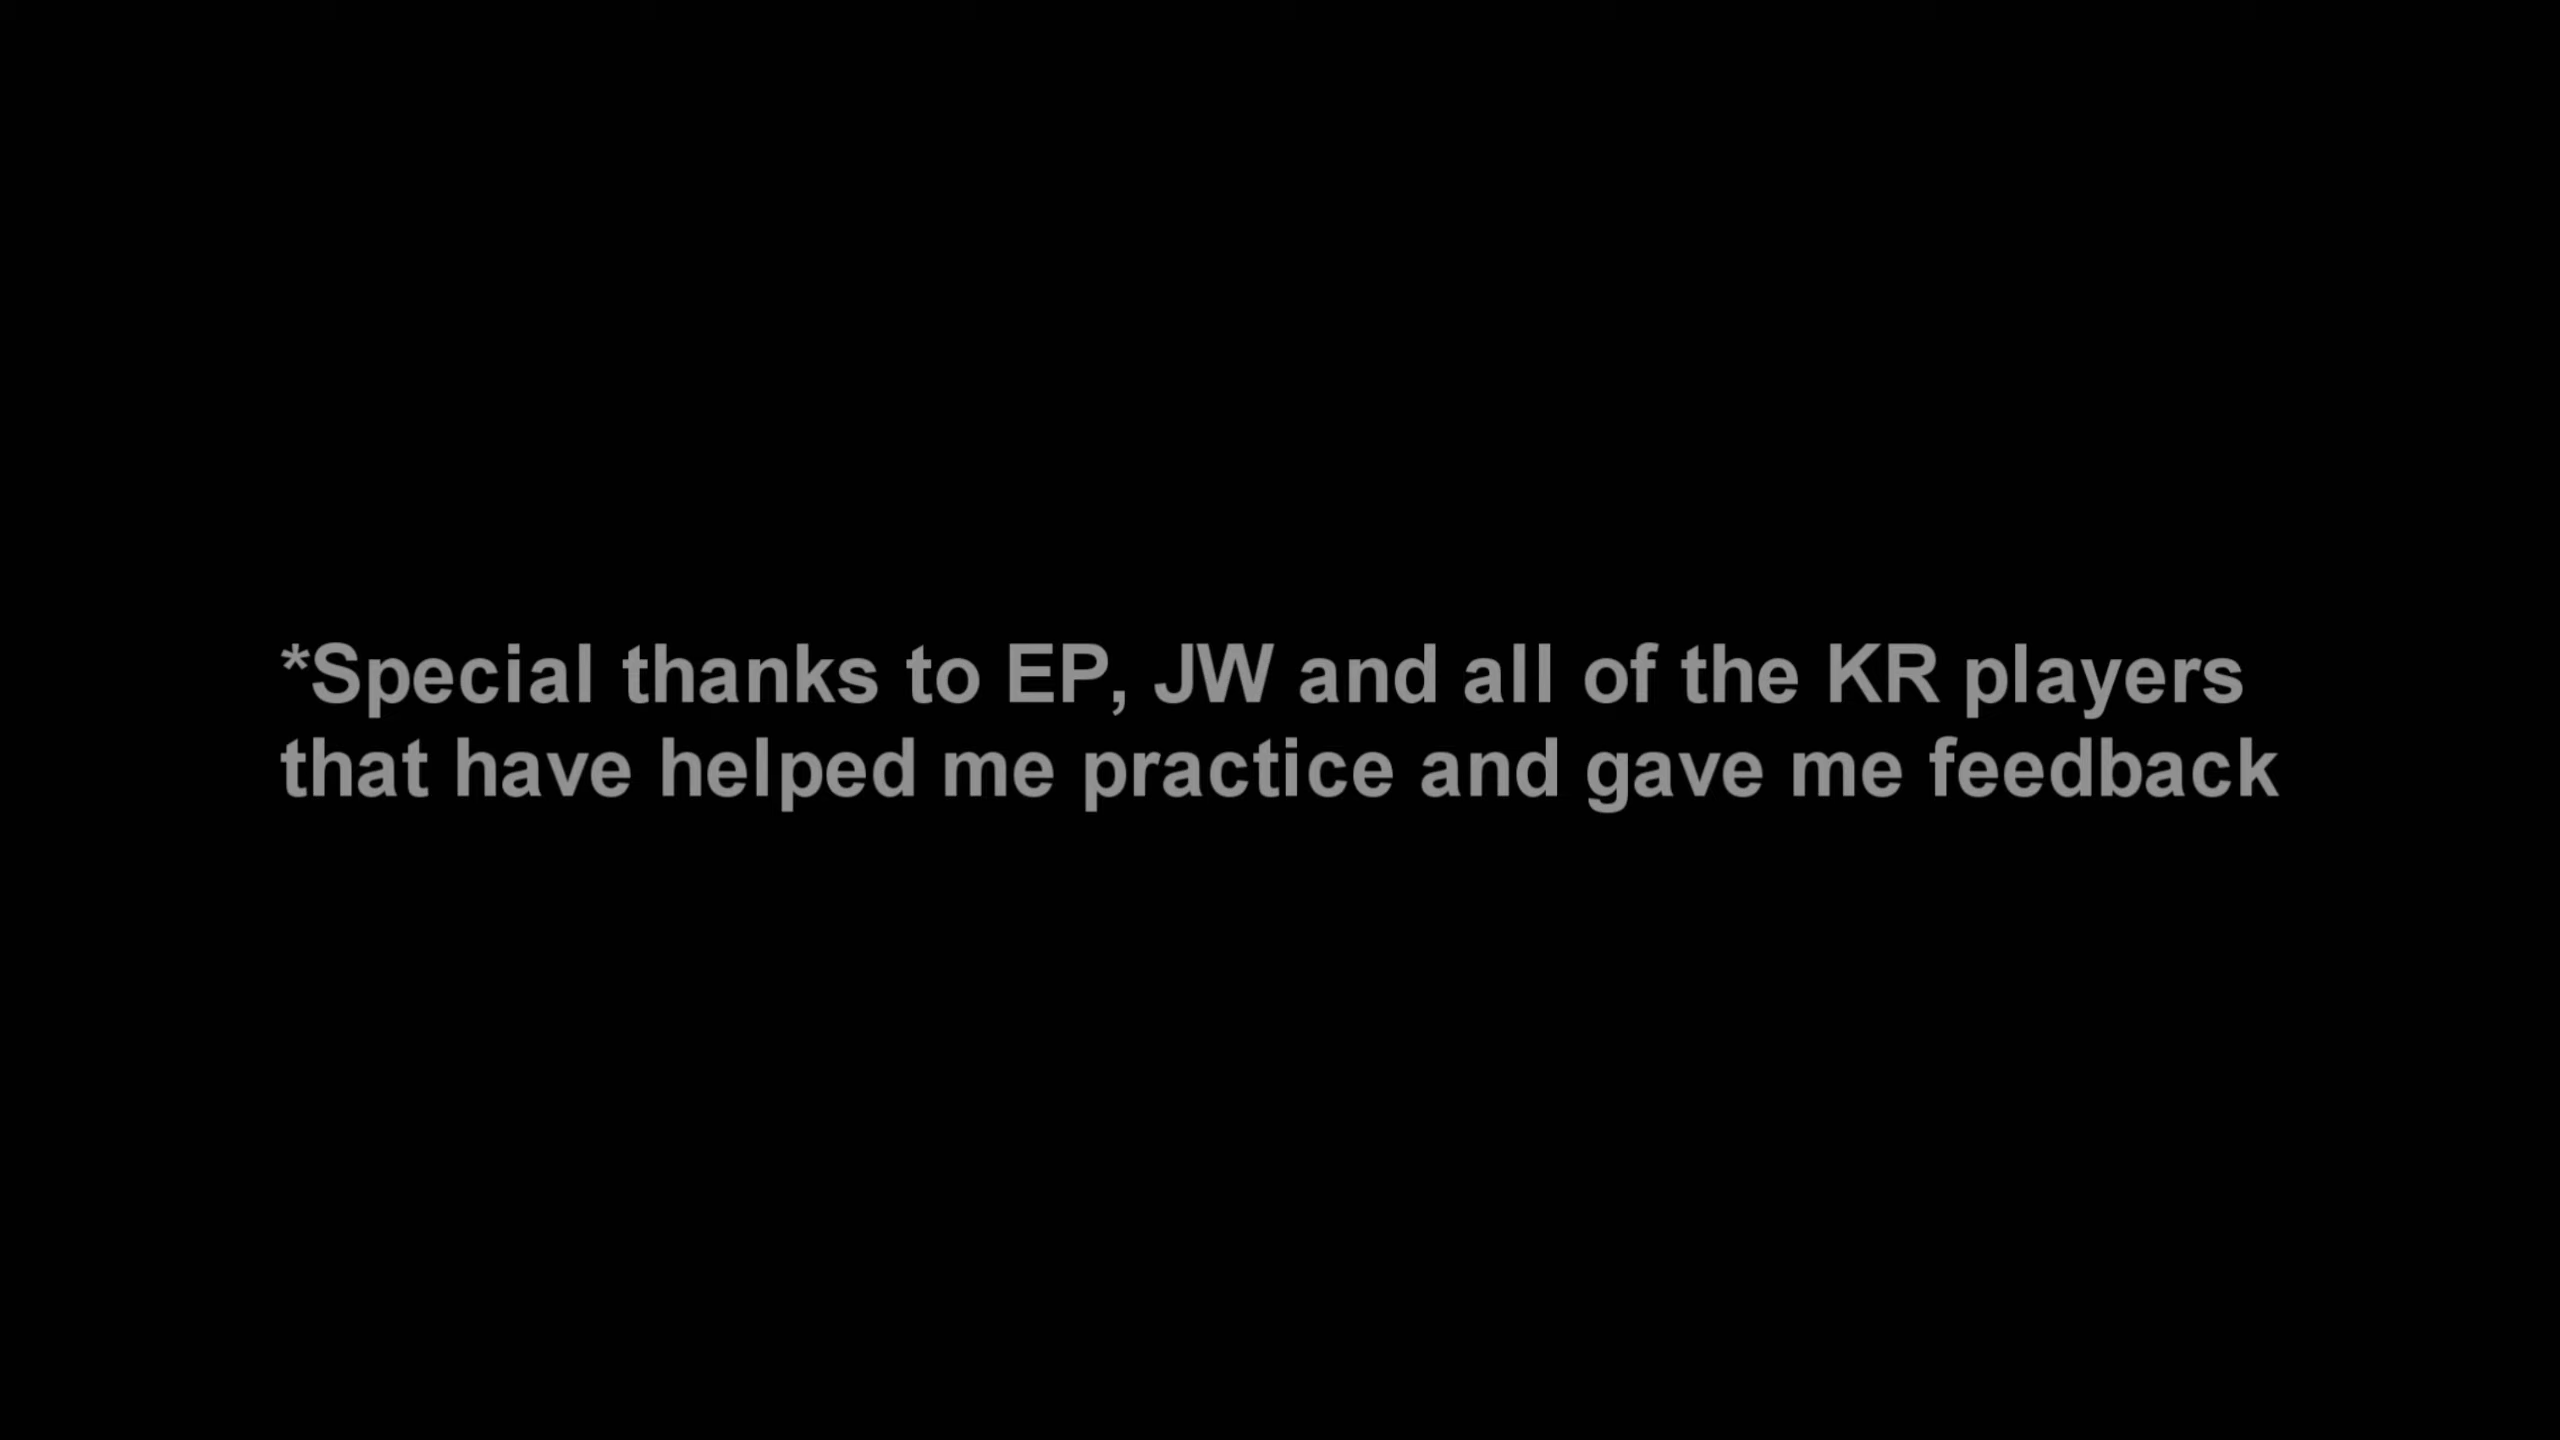 *Special thanks to EP, JW and all of the KR players
that have helped me practice and gave me feedback